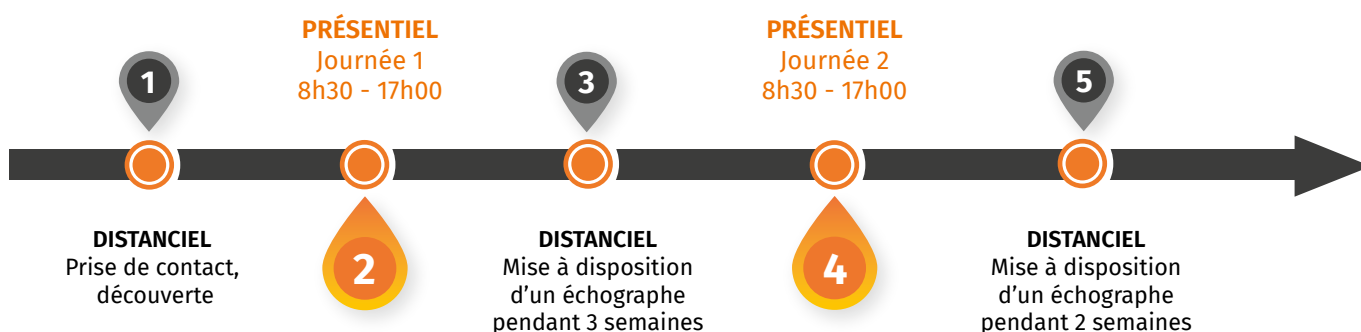 1
DISTANCIEL
Prise de contact,
découverte
PRÉSENTIEL
Journée 1
8h30 - 17h00
2
3
DISTANCIEL
Mise à disposition
d'un échographe
pendant 3 semaines
PRÉSENTIEL
Journée 2
8h30 - 17h00
4
5
DISTANCIEL
Mise à disposition
d'un échographe
pendant 2 semaines